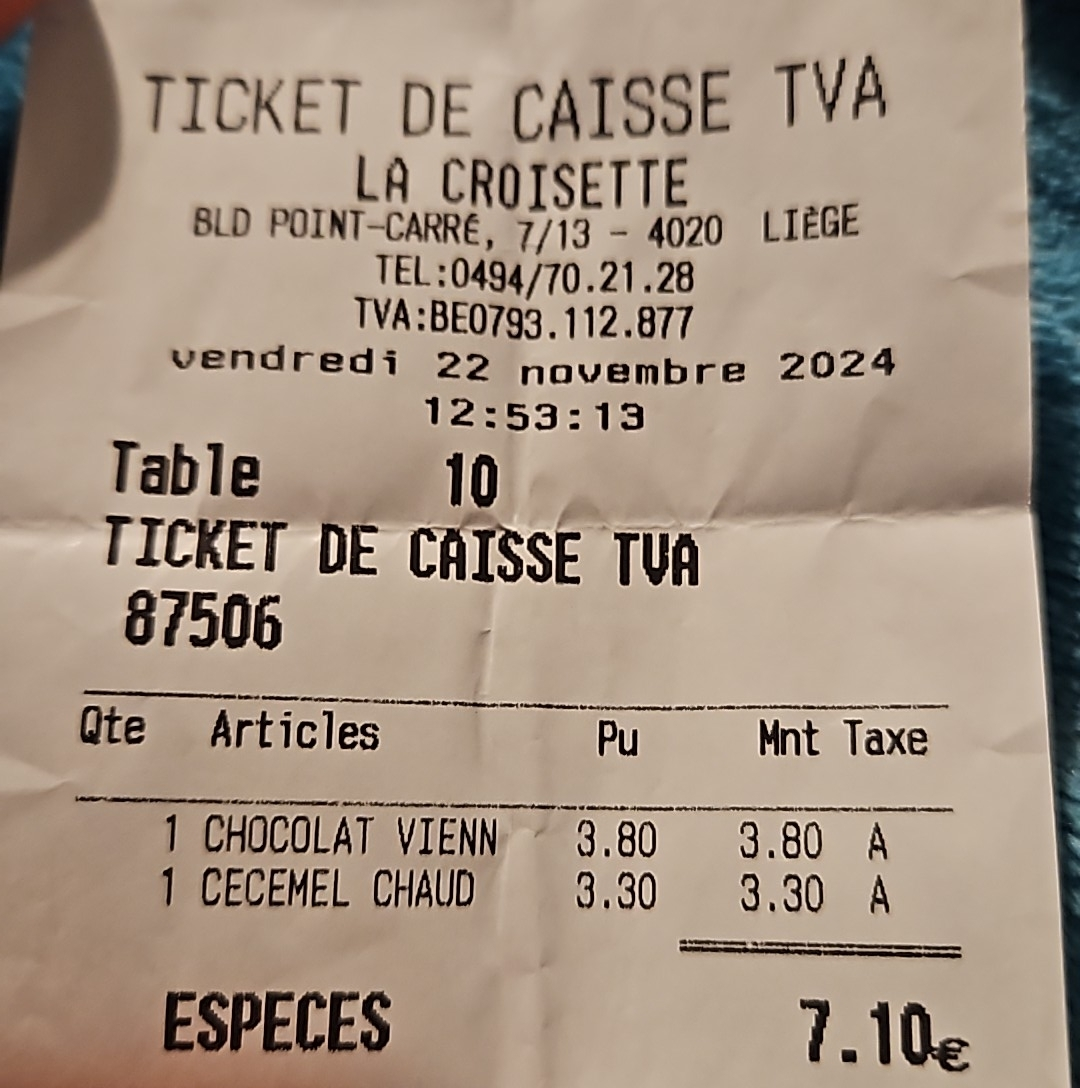 TICKET DE CAISSE TVA
LA CROISETTE
BLD POINT-CARRÉ, 7/13 - 4020 LIÈGE
TEL:0494/70.21.28
TVA:BE0793.112.877
vendredi 22 novembre 2024
12:53:13
Table 10
TICKET DE CAISSE TVA
87506
Qte Articles Pu Mnt Taxe
1 CHOCOLAT VIENN 3.80 3.80 A
1 CECEMEL CHAUD 3.30 3.30 A
ESPECES 7.10€